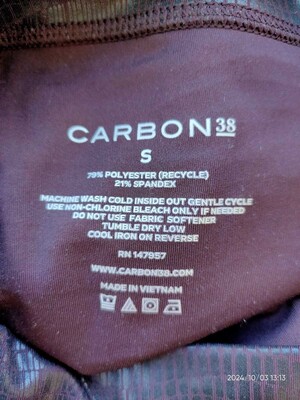 CARBON38
S
79% POLYESTER (RECYCLE)
21% SPANDEX
MACHINE WASH COLD INSIDE OUT GENTLE CYCLE
USE NON-CHLORINE BLEACH ONLY IF NEEDED
DO NOT USE FABRIC SOFTENER
TUMBLE DRY LOW
COOL IRON ON REVERSE
RN 147957
WWW.CARBON38.COM
MADE IN VIETNAM
2024/10/03 13:13